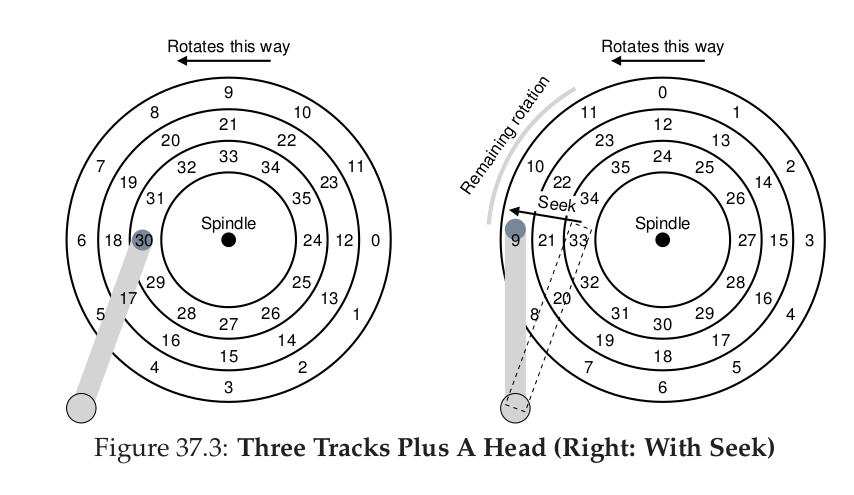 Rotates this way
9
8 10
21
20 22
7 33 11
32 34
19 23
31 35
Spindle
6 18 30 24 12 0
29 25
17 13
5 28 26 1
27
16 14
15
4 2
3
Rotates this way
Remaining rotation
0
11 1
12
23 13
10 24 2
35 25
22 14
34 26
Seek
Spindle
9 21 33 27 15 3
32 28
20 16
8 31 29 4
30
19 17
18
7 5
6
Figure 37.3: Three Tracks Plus A Head (Right: With Seek)